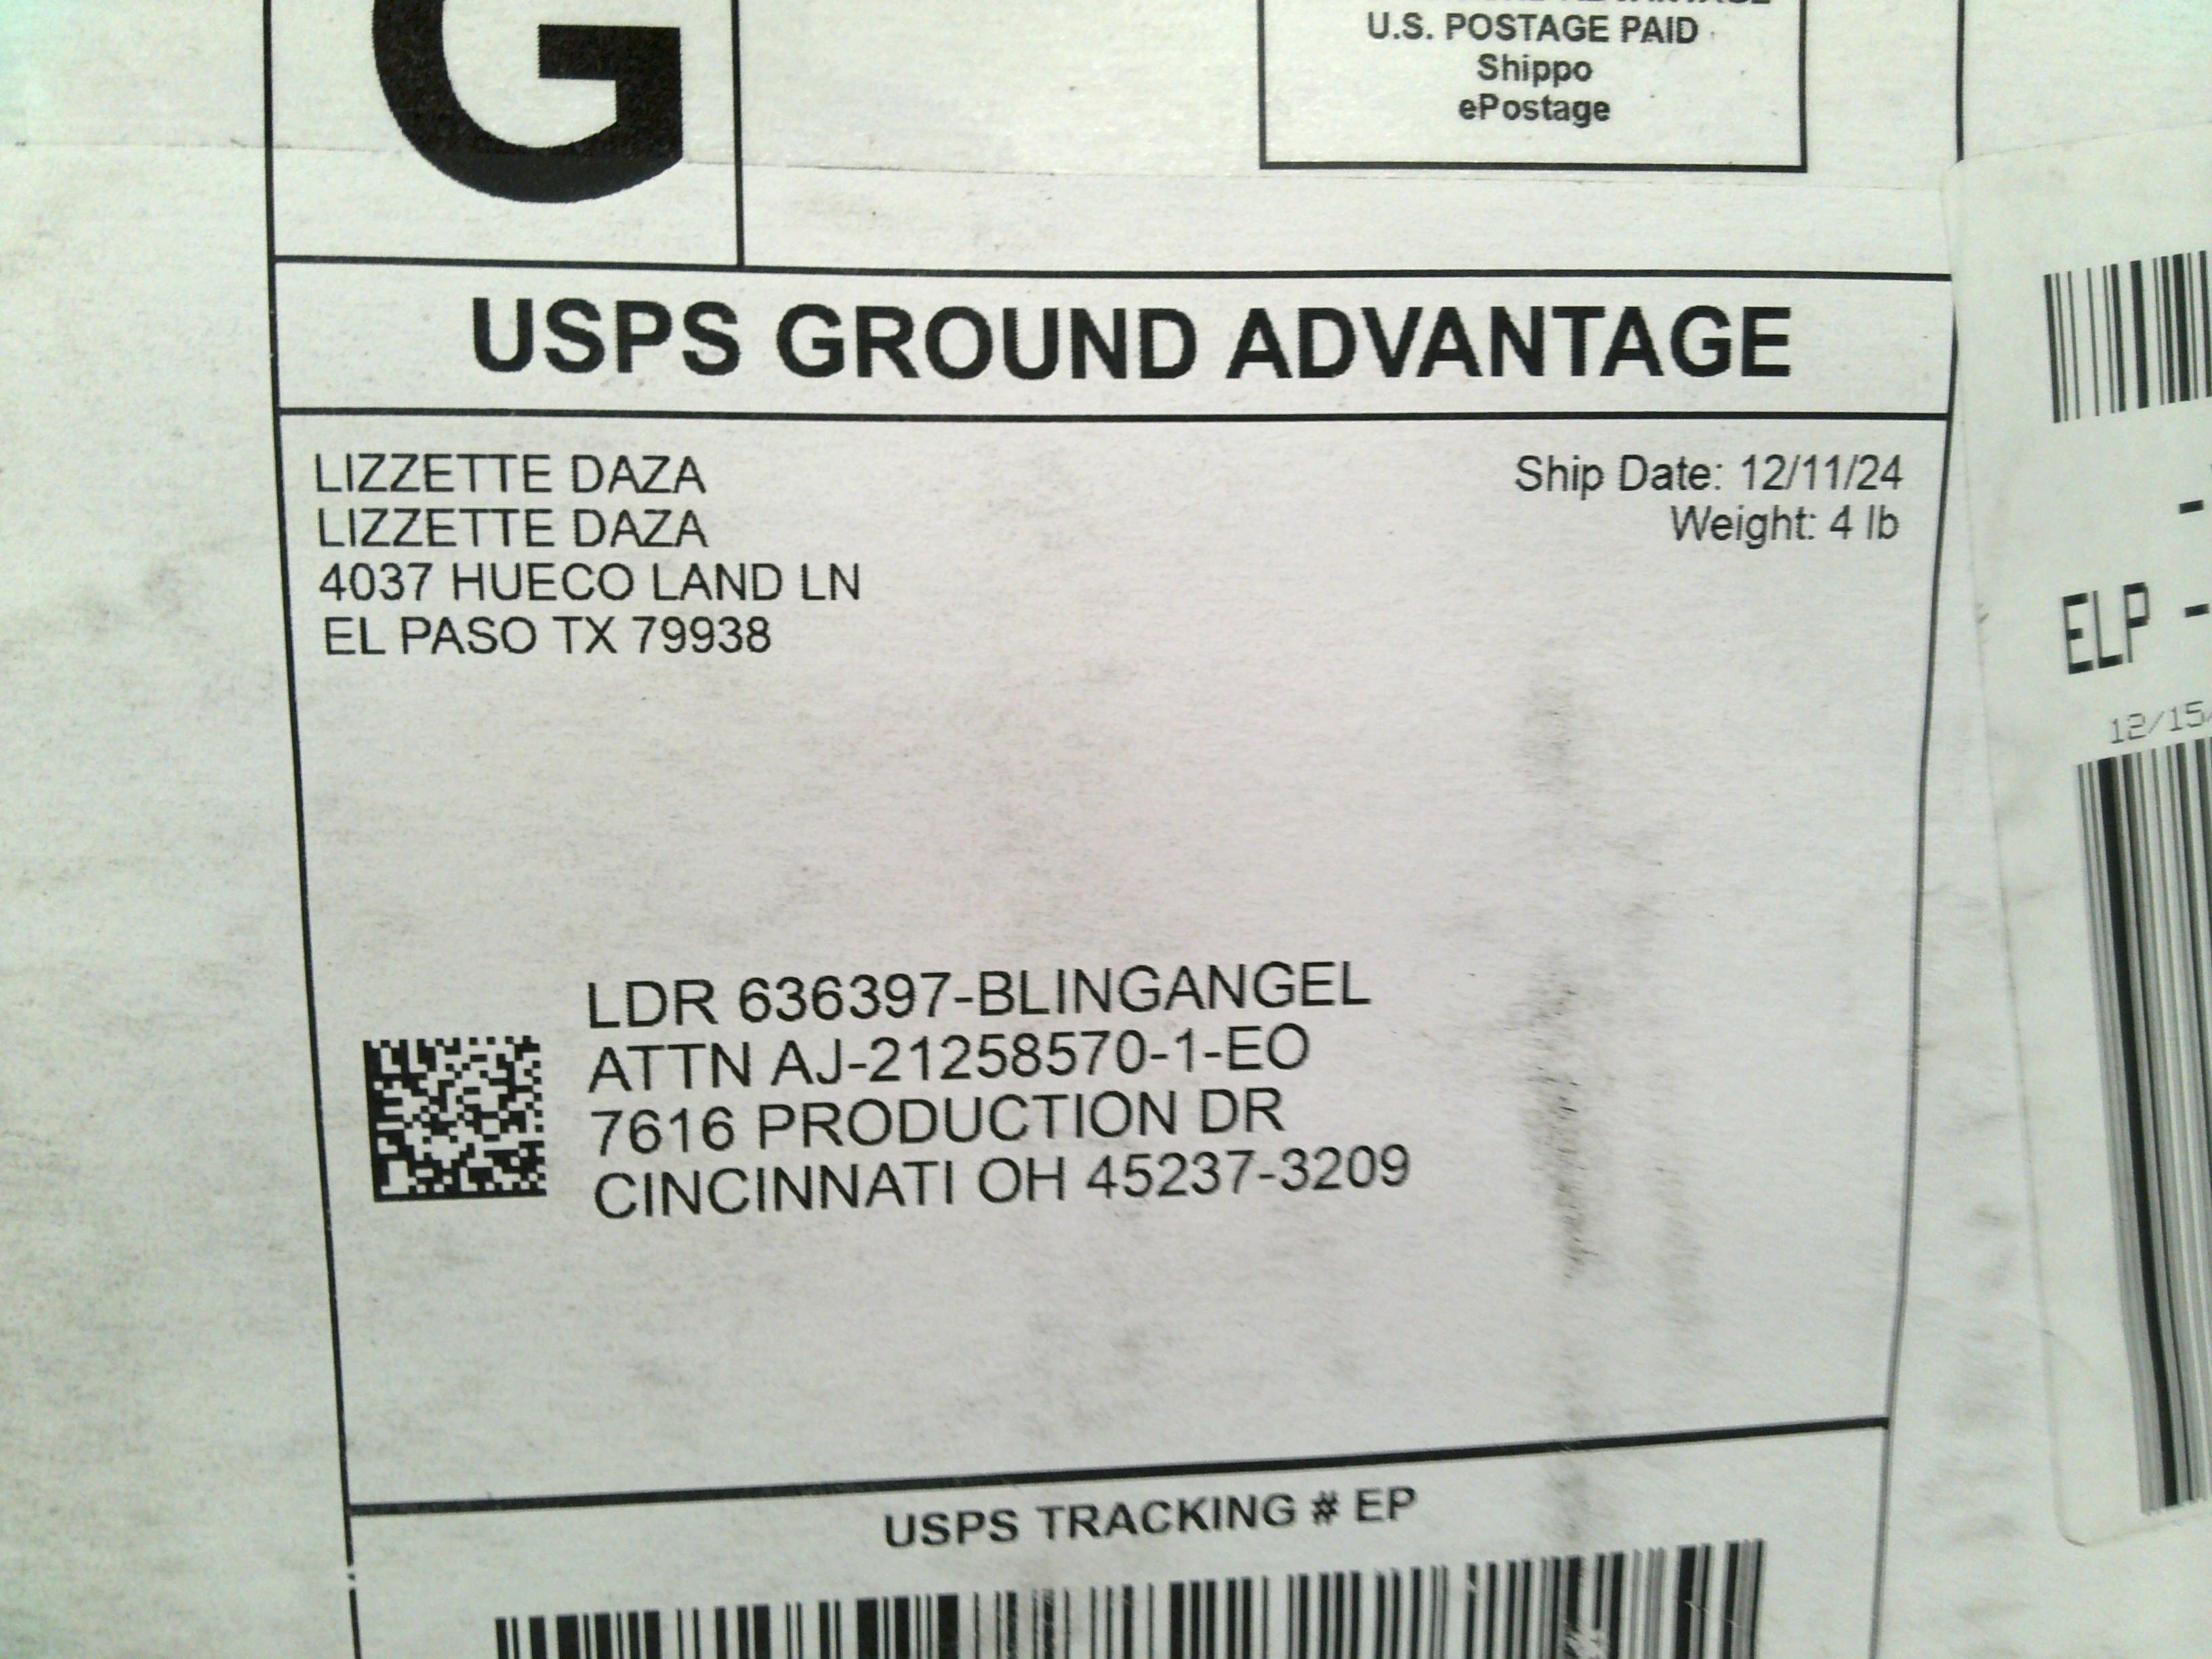 G
U.S. POSTAGE PAID
Shippo
ePostage
USPS GROUND ADVANTAGE
LIZZETTE DAZA
LIZZETTE DAZA
4037 HUECO LAND LN
EL PASO TX 79938
Ship Date: 12/11/24
Weight: 4 lb
-
ELP -
12/15/
LDR 636397-BLINGANGEL
ATTN AJ-21258570-1-EO
7616 PRODUCTION DR
CINCINNATI OH 45237-3209
USPS TRACKING # EP